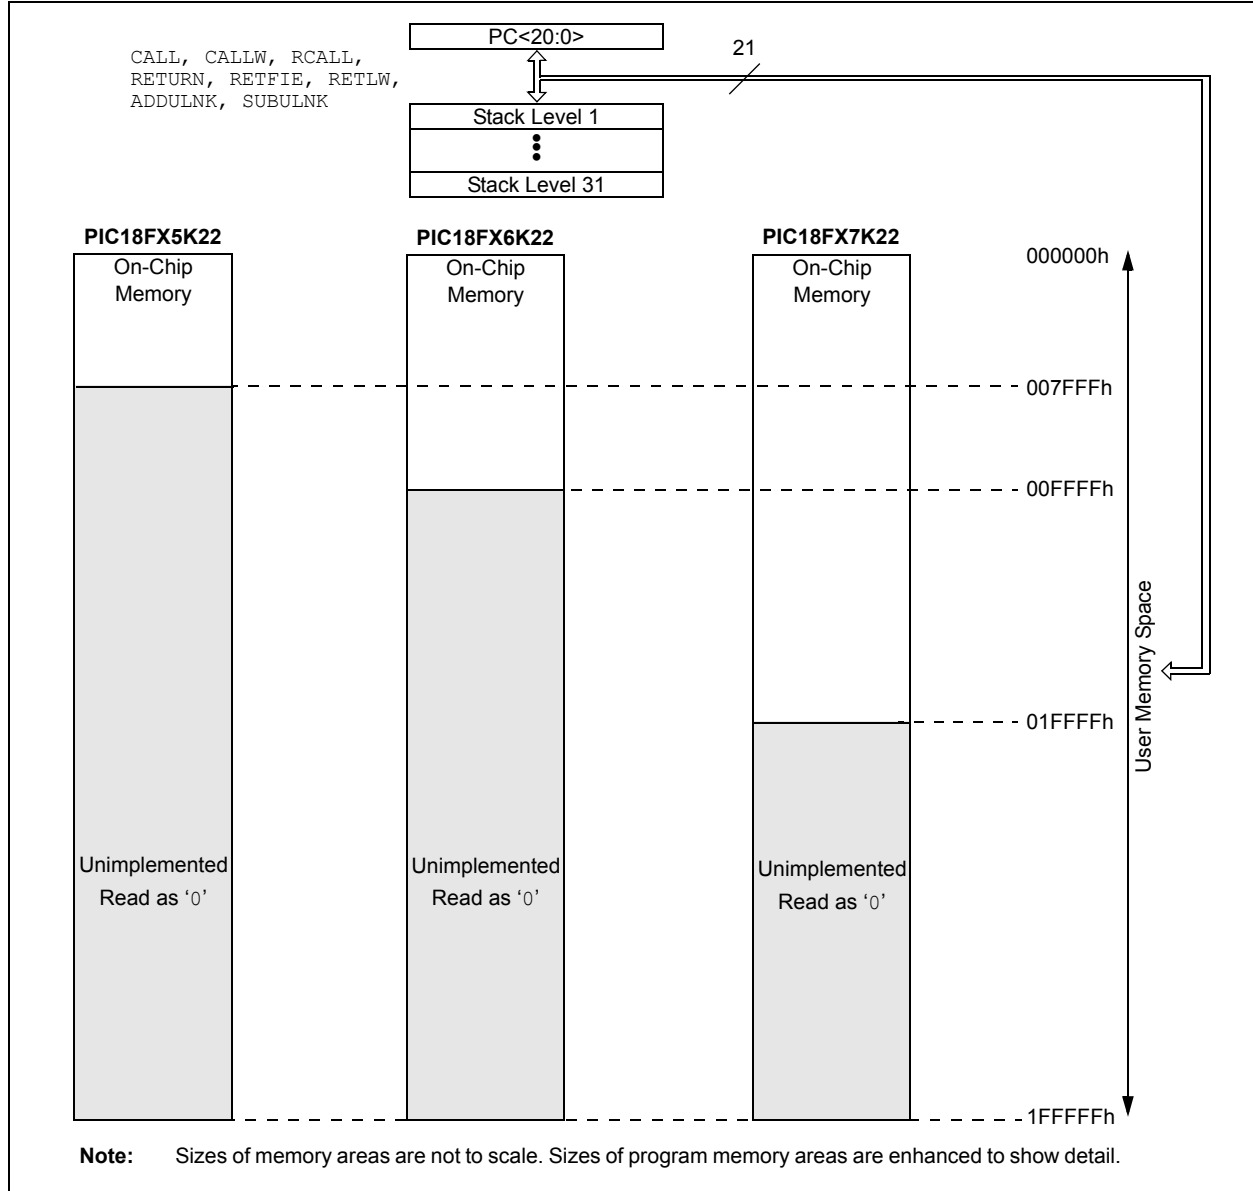 PC<20:0>
21
CALL, CALLW, RCALL,
RETURN, RETFIE, RETLW,
ADDULNK, SUBULNK
Stack Level 1
Stack Level 31
PIC18FX5K22
PIC18FX6K22
PIC18FX7K22
On-Chip
Memory
On-Chip
Memory
On-Chip
Memory
000000h
007FFFh
00FFFFh
01FFFFh
User Memory Space
Unimplemented
Read as ‘0’
Unimplemented
Read as ‘0’
Unimplemented
Read as ‘0’
1FFFFFh
Note: Sizes of memory areas are not to scale. Sizes of program memory areas are enhanced to show detail.